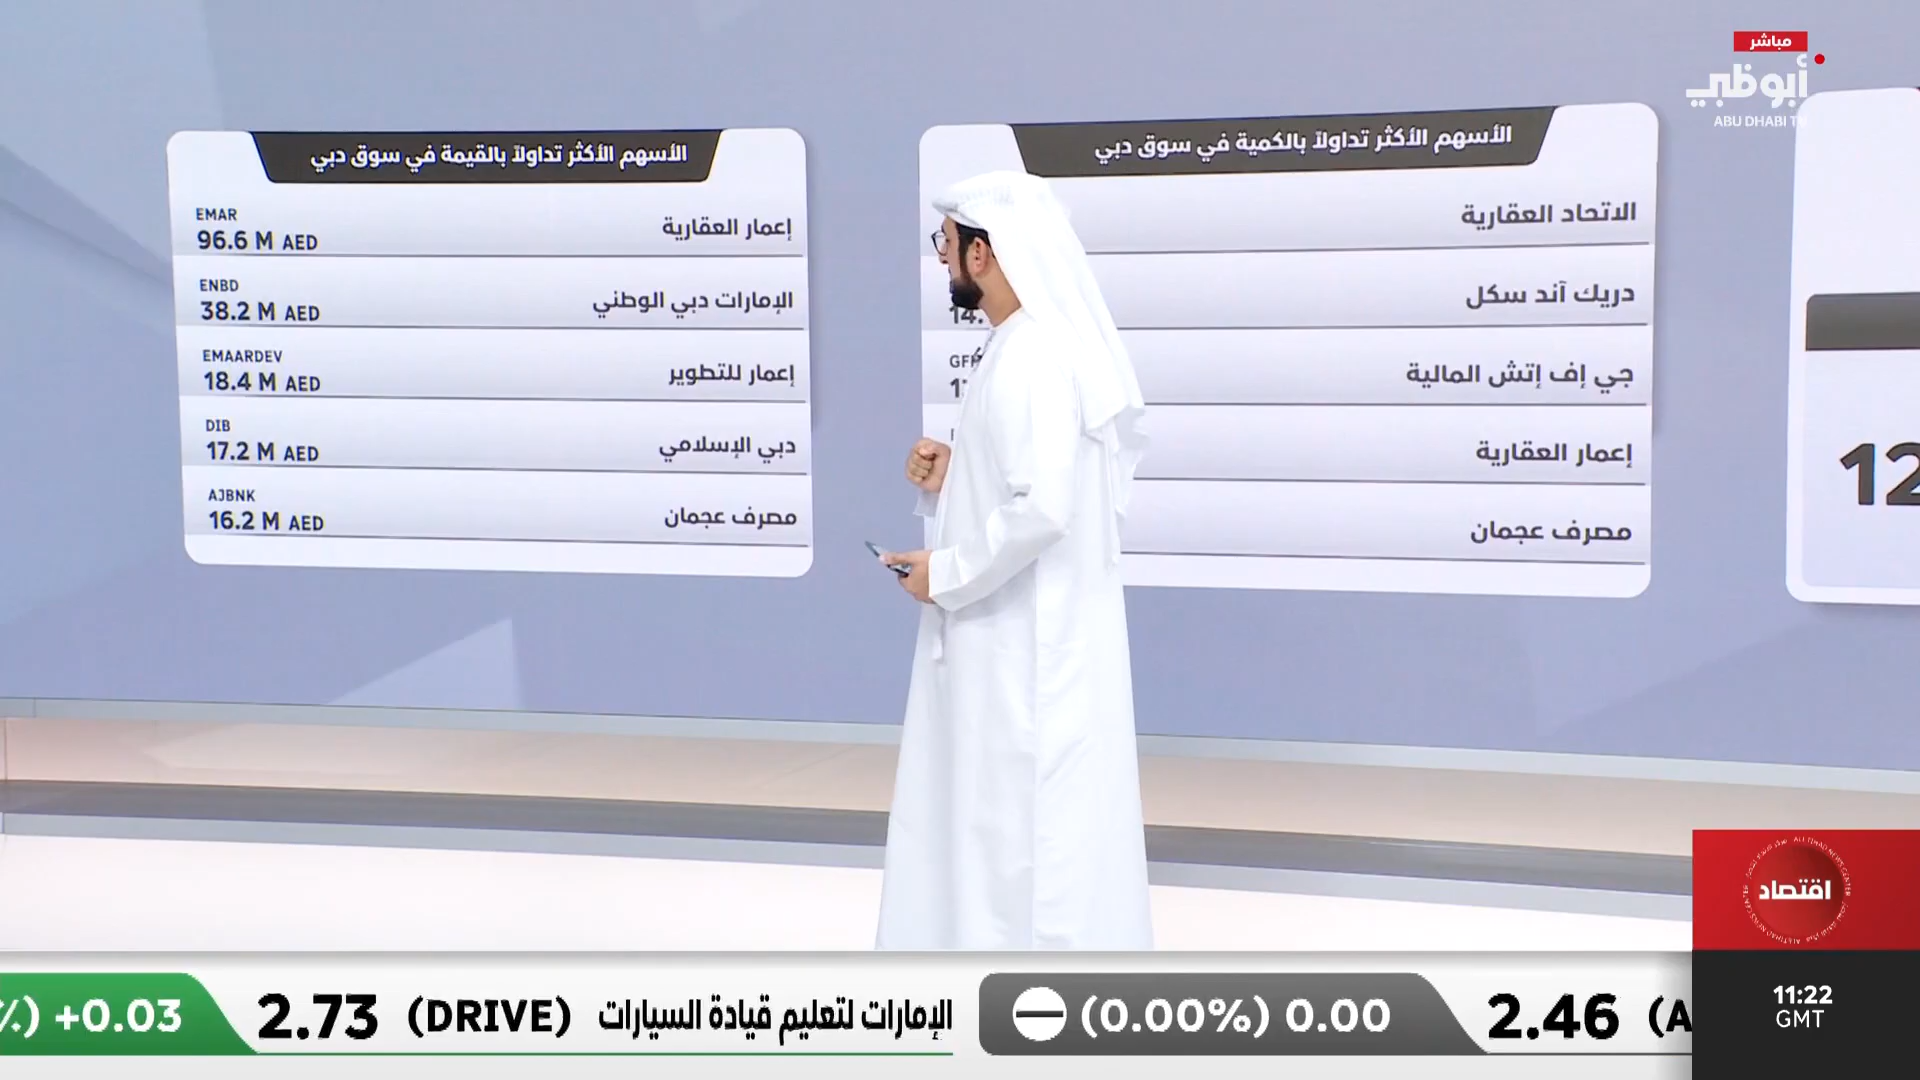 مباشر
أبوظبي
ABU DHABI TV
الأسهم الأكثر تداولاً بالكمية في سوق دبي
الاتحاد العقارية
دريك آند سكل
14.
جي إف إتش المالية
إعمار العقارية
مصرف عجمان
الأسهم الأكثر تداولاً بالقيمة في سوق دبي
إعمار العقارية
EMAR
96.6 M AED
الإمارات دبي الوطني
ENBD
38.2 M AED
إعمار للتطوير
EMAARDEV
18.4 M AED
دبي الإسلامي
DIB
17.2 M AED
مصرف عجمان
AJBNK
16.2 M AED
12
اقتصاد
11:22
GMT
(A 2.46 0.00 (0.00%) الإمارات لتعليم قيادة السيارات (DRIVE) 2.73 +0.03 (%